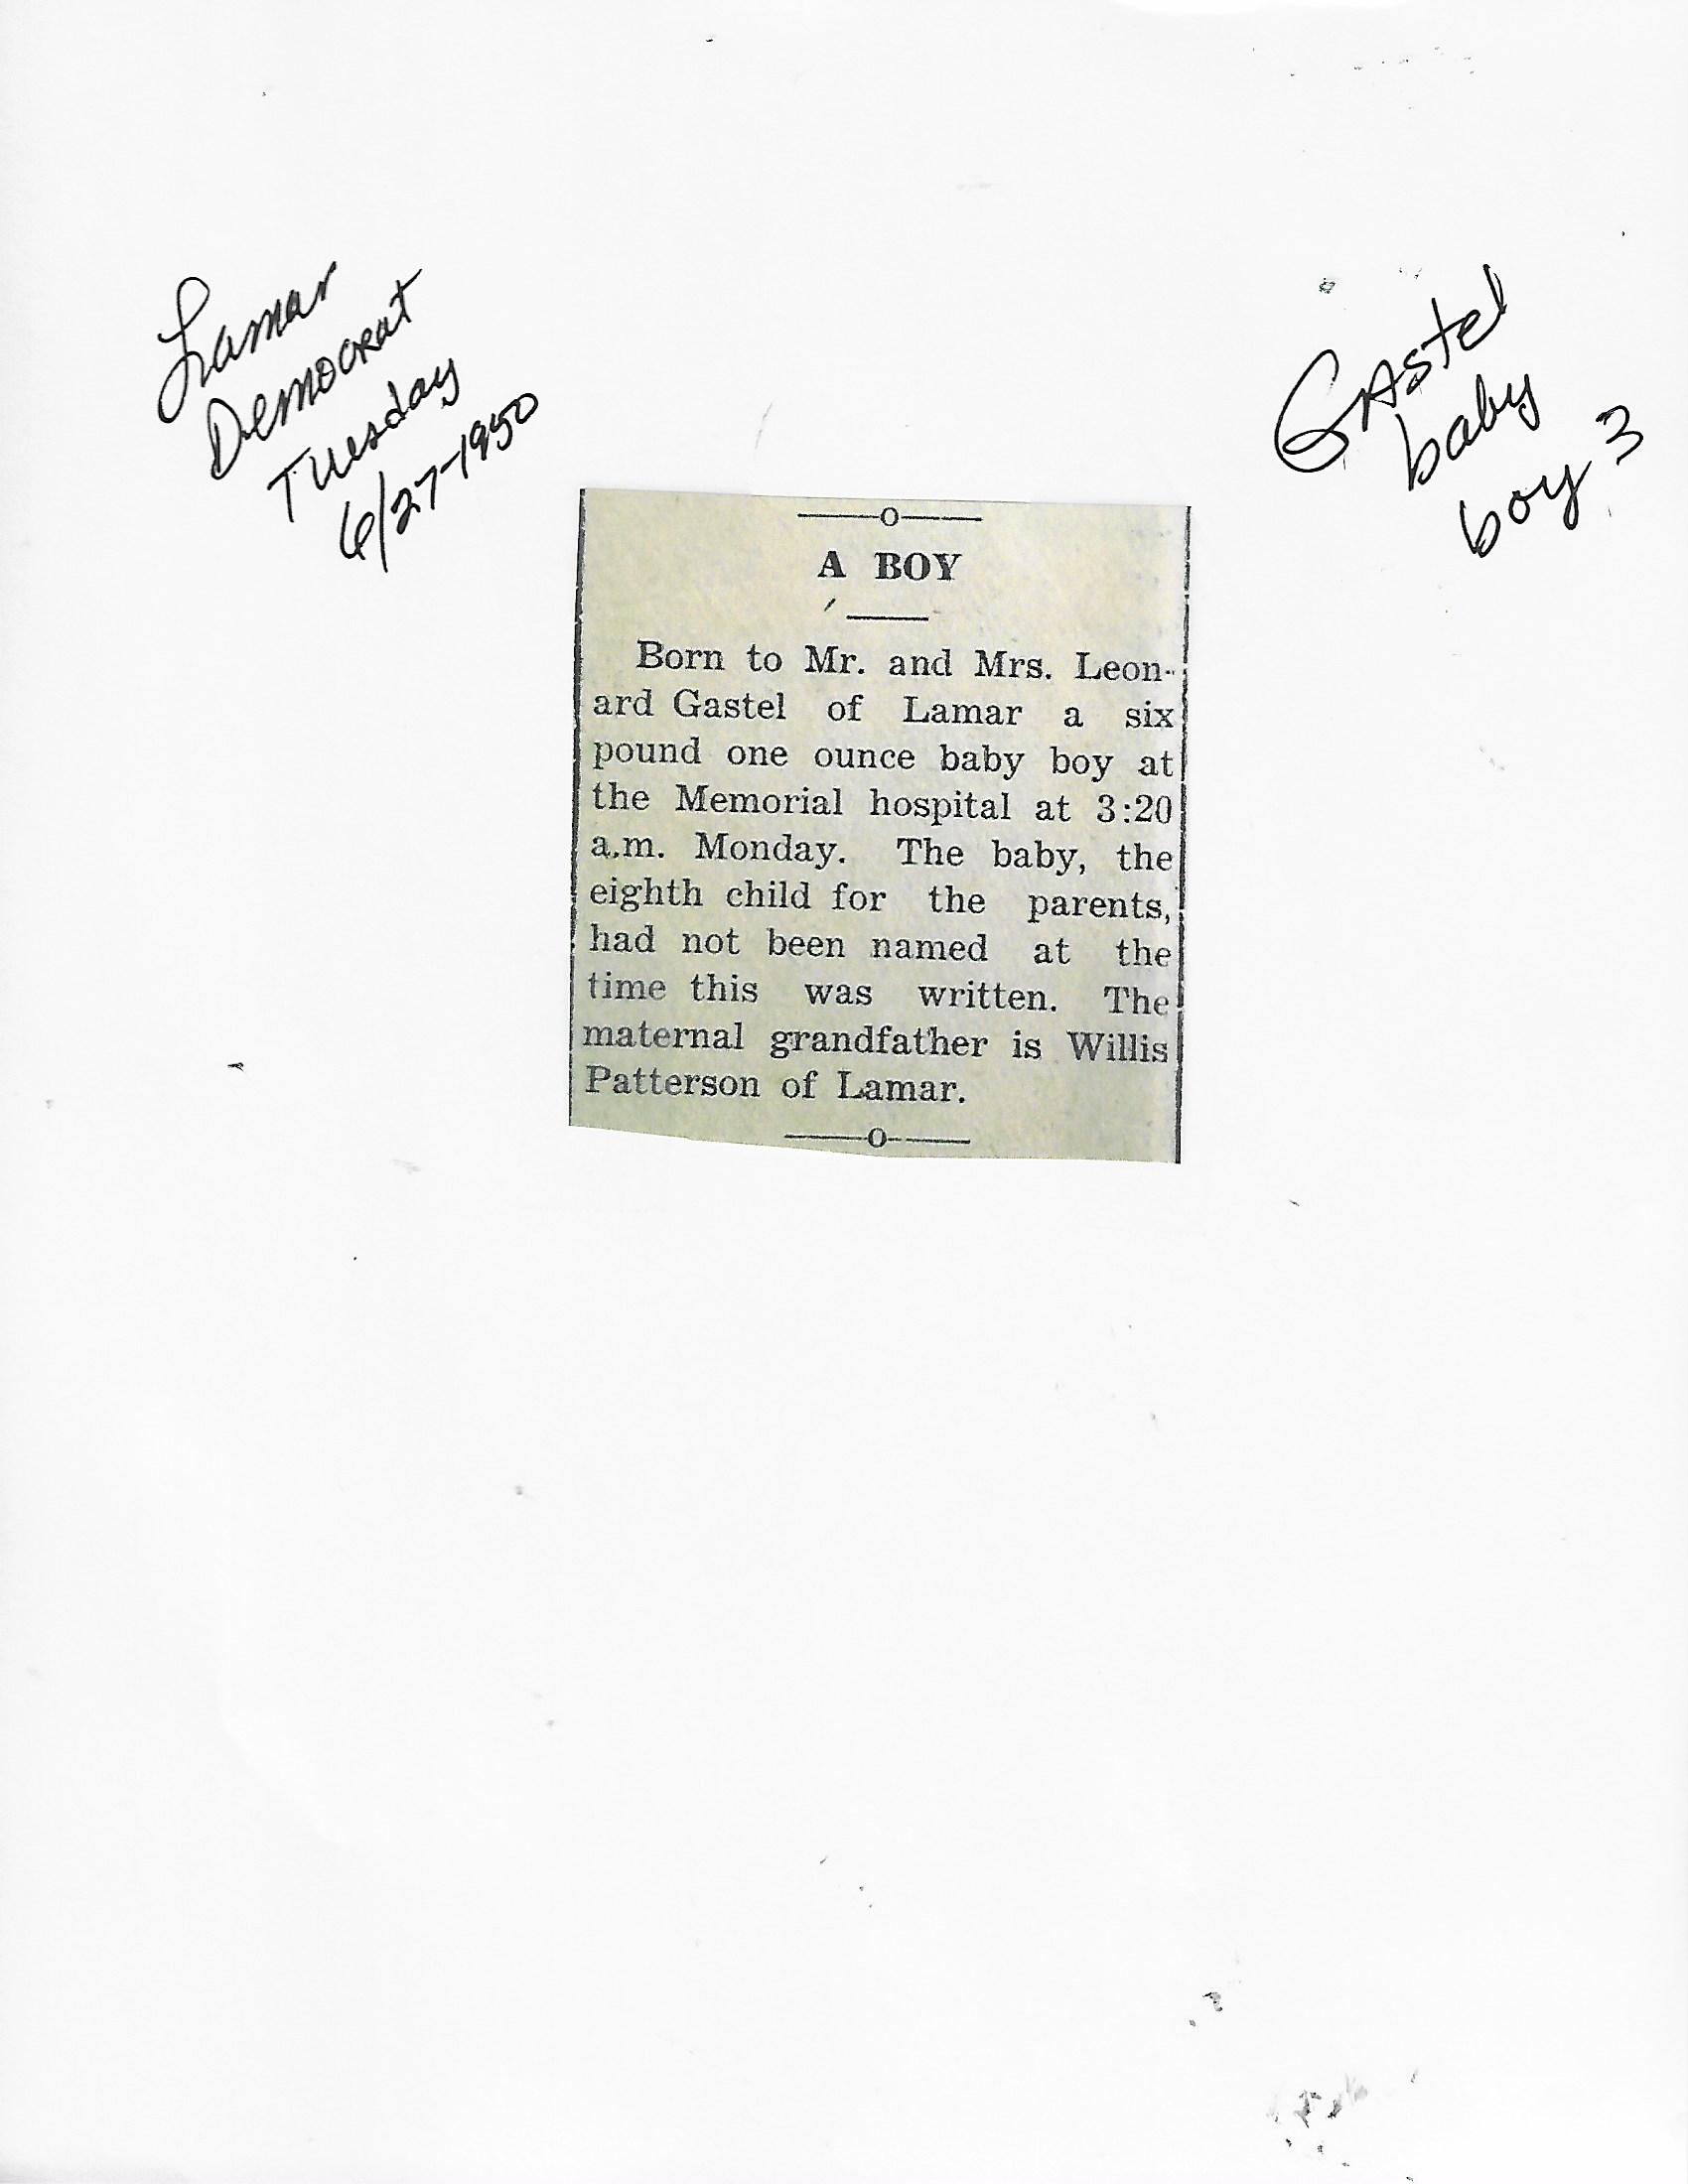 Lamar
Democrat
Tuesday
6/27-1950
Gastel
baby
boy 3
A BOY
Born to Mr. and Mrs. Leon-
ard Gastel of Lamar a six
pound one ounce baby boy at
the Memorial hospital at 3:20
a.m. Monday. The baby, the
eighth child for the parents,
had not been named at the
time this was written. The
maternal grandfather is Willis
Patterson of Lamar.